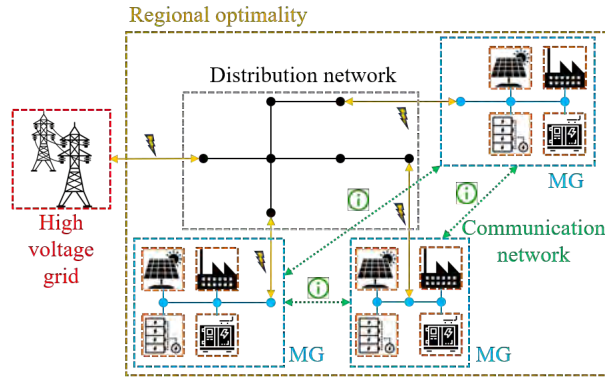 Regional optimality
Distribution network
MG
High
voltage
grid
Communication
network
MG
MG